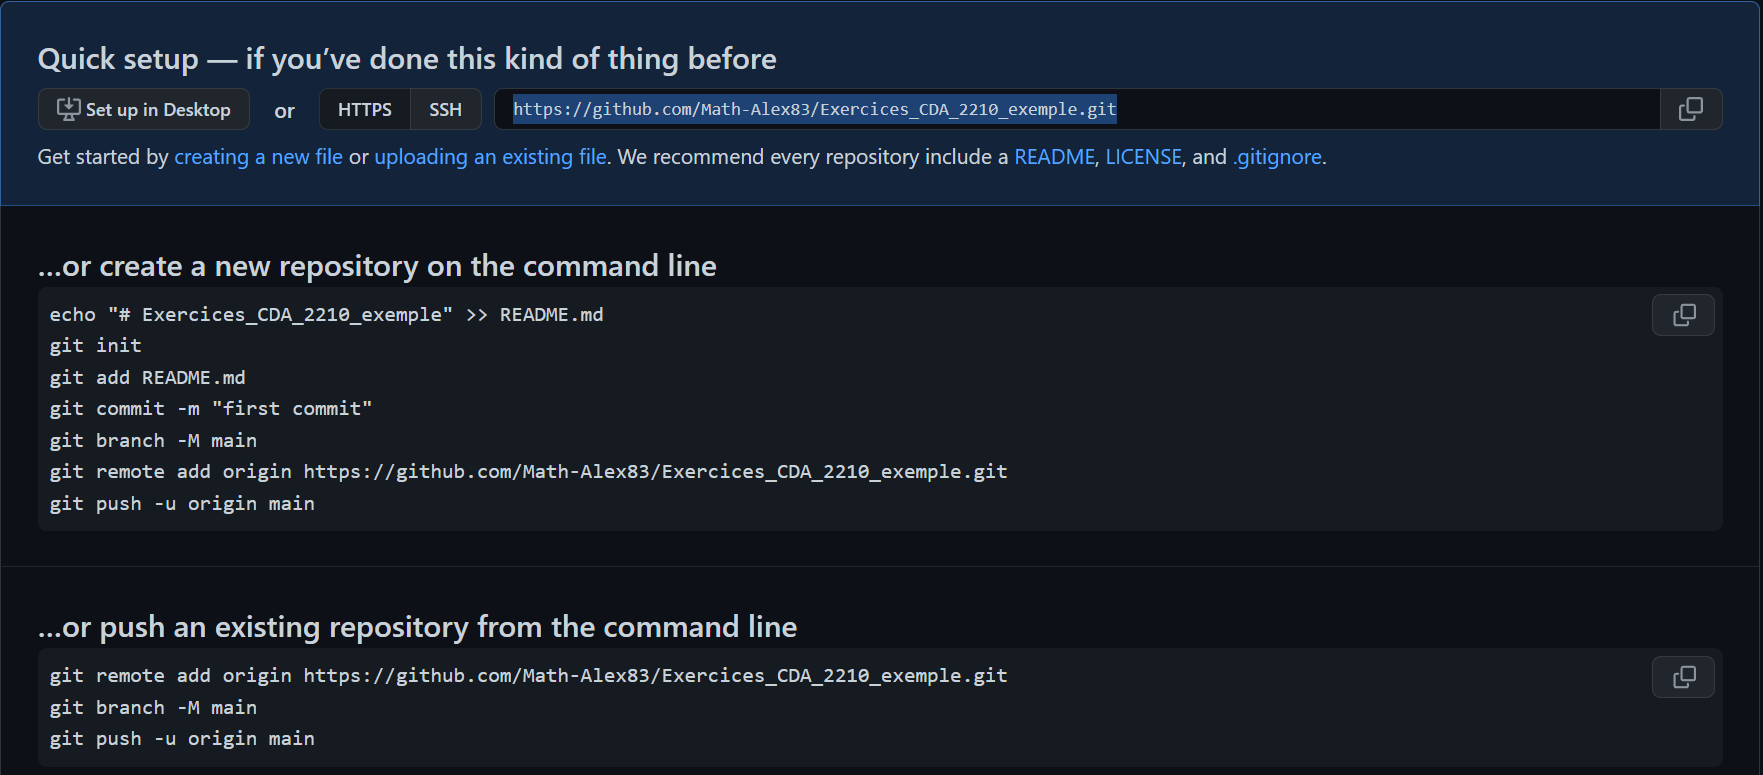 Quick setup — if you’ve done this kind of thing before
Set up in Desktop or HTTPS SSH https://github.com/Math-Alex83/Exercices_CDA_2210_exemple.git
Get started by creating a new file or uploading an existing file. We recommend every repository include a README, LICENSE, and .gitignore.
…or create a new repository on the command line
echo "# Exercices_CDA_2210_exemple" >> README.md
git init
git add README.md
git commit -m "first commit"
git branch -M main
git remote add origin https://github.com/Math-Alex83/Exercices_CDA_2210_exemple.git
git push -u origin main
…or push an existing repository from the command line
git remote add origin https://github.com/Math-Alex83/Exercices_CDA_2210_exemple.git
git branch -M main
git push -u origin main